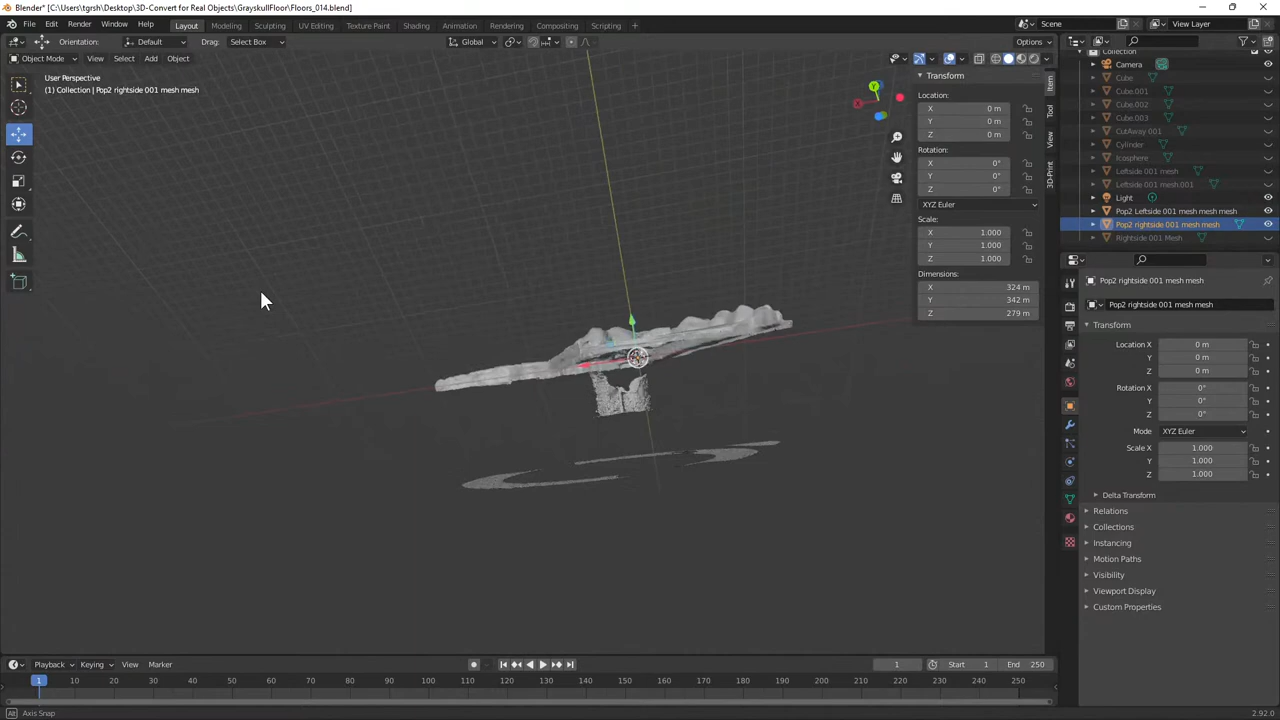 Blender* [C:\Users\tgrsh\Desktop\3D-Convert for Real Objects\GrayskullFloor\Floors_014.blend]
File Edit Render Window Help Layout Modeling Sculpting UV Editing Texture Paint Shading Animation Rendering Compositing Scripting + Scene View Layer
Orientation: Default Drag: Select Box Global Options
Object Mode View Select Add Object
User Perspective
(1) Collection | Pop2 rightside 001 mesh mesh
Y
X
Transform
Location:
X 0 m
Y 0 m
Z 0 m
Rotation:
X 0°
Y 0°
Z 0°
XYZ Euler
Scale:
X 1.000
Y 1.000
Z 1.000
Dimensions:
X 324 m
Y 342 m
Z 279 m
Item
Tool
View
3D-Print
Collection
Camera
Cube
Cube.001
Cube.002
Cube.003
CutAway 001
Cylinder
Icosphere
Leftside 001 mesh
Leftside 001 mesh.001
Light
Pop2 Leftside 001 mesh mesh mesh
Pop2 rightside 001 mesh mesh
Rightside 001 Mesh
Pop2 rightside 001 mesh mesh
Pop2 rightside 001 mesh mesh
Transform
Location X 0 m
Y 0 m
Z 0 m
Rotation X 0°
Y 0°
Z 0°
Mode XYZ Euler
Scale X 1.000
Y 1.000
Z 1.000
Delta Transform
Relations
Collections
Instancing
Motion Paths
Visibility
Viewport Display
Custom Properties
Playback Keying View Marker 1 Start 1 End 250
1 10 20 30 40 50 60 70 80 90 100 110 120 130 140 150 160 170 180 190 200 210 220 230 240 250
Alt Axis Snap 2.92.0